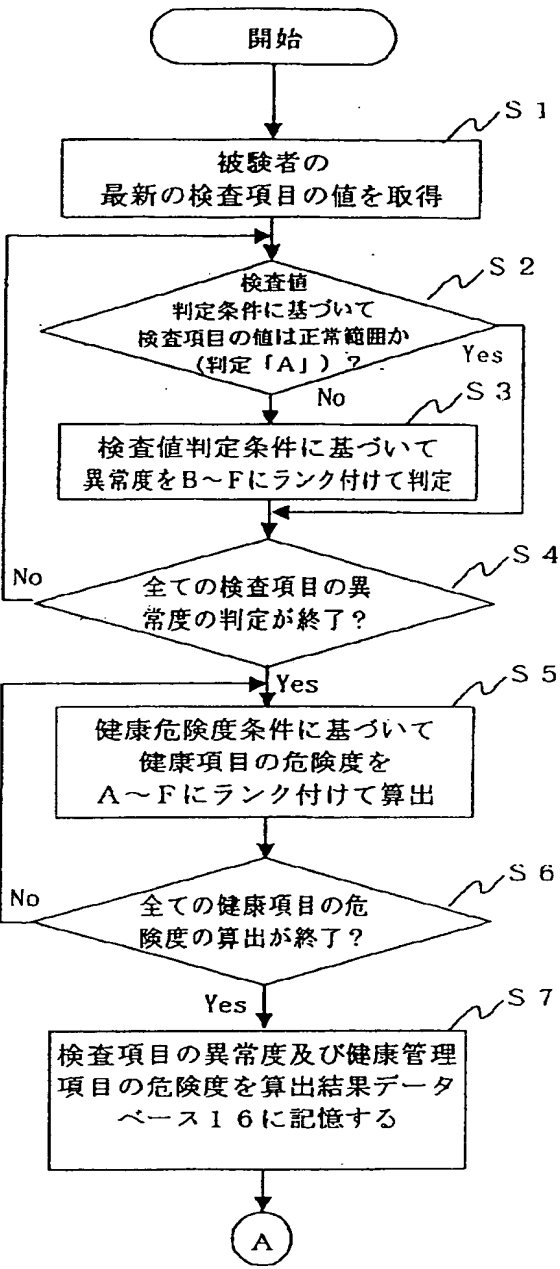 開始
S1
被験者の
最新の検査項目の値を取得
S2
検査値
判定条件に基づいて
検査項目の値は正常範囲か
(判定「A」)?
Yes
No
S3
検査値判定条件に基づいて
異常度をB～Fにランク付けて判定
S4
No
全ての検査項目の異
常度の判定が終了?
Yes
S5
健康危険度条件に基づいて
健康項目の危険度を
A～Fにランク付けて算出
S6
No
全ての健康項目の危
険度の算出が終了?
Yes
S7
検査項目の異常度及び健康管理
項目の危険度を算出結果データ
ベース16に記憶する
A